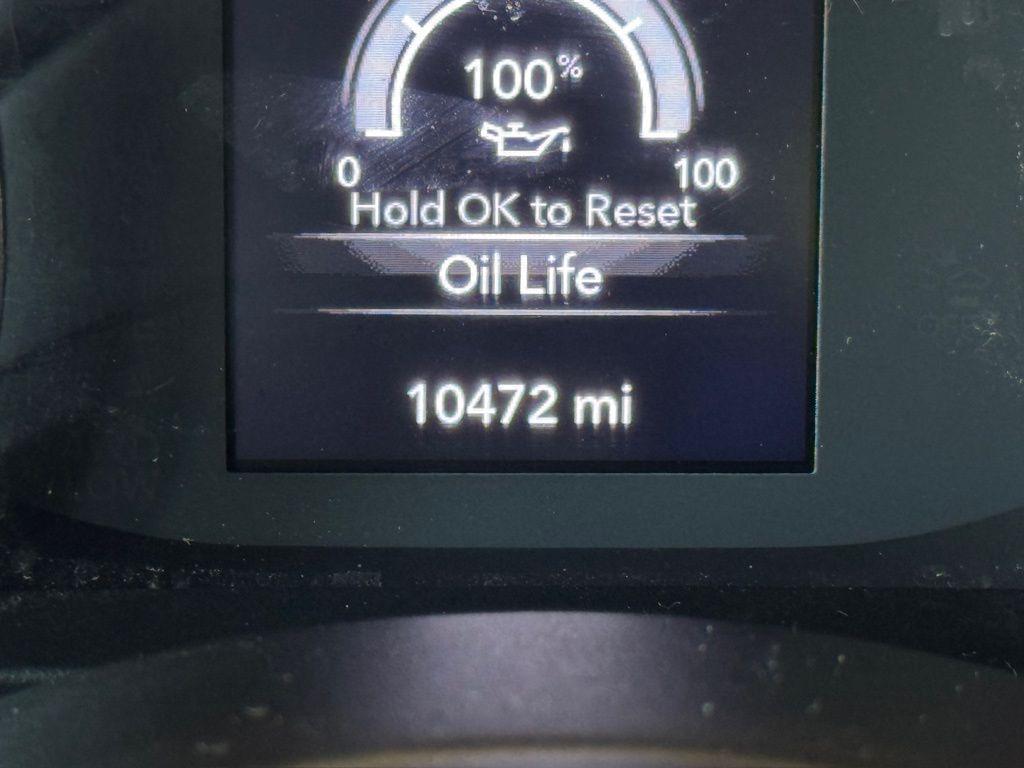 100%
0 100
Hold OK to Reset
Oil Life
10472 mi